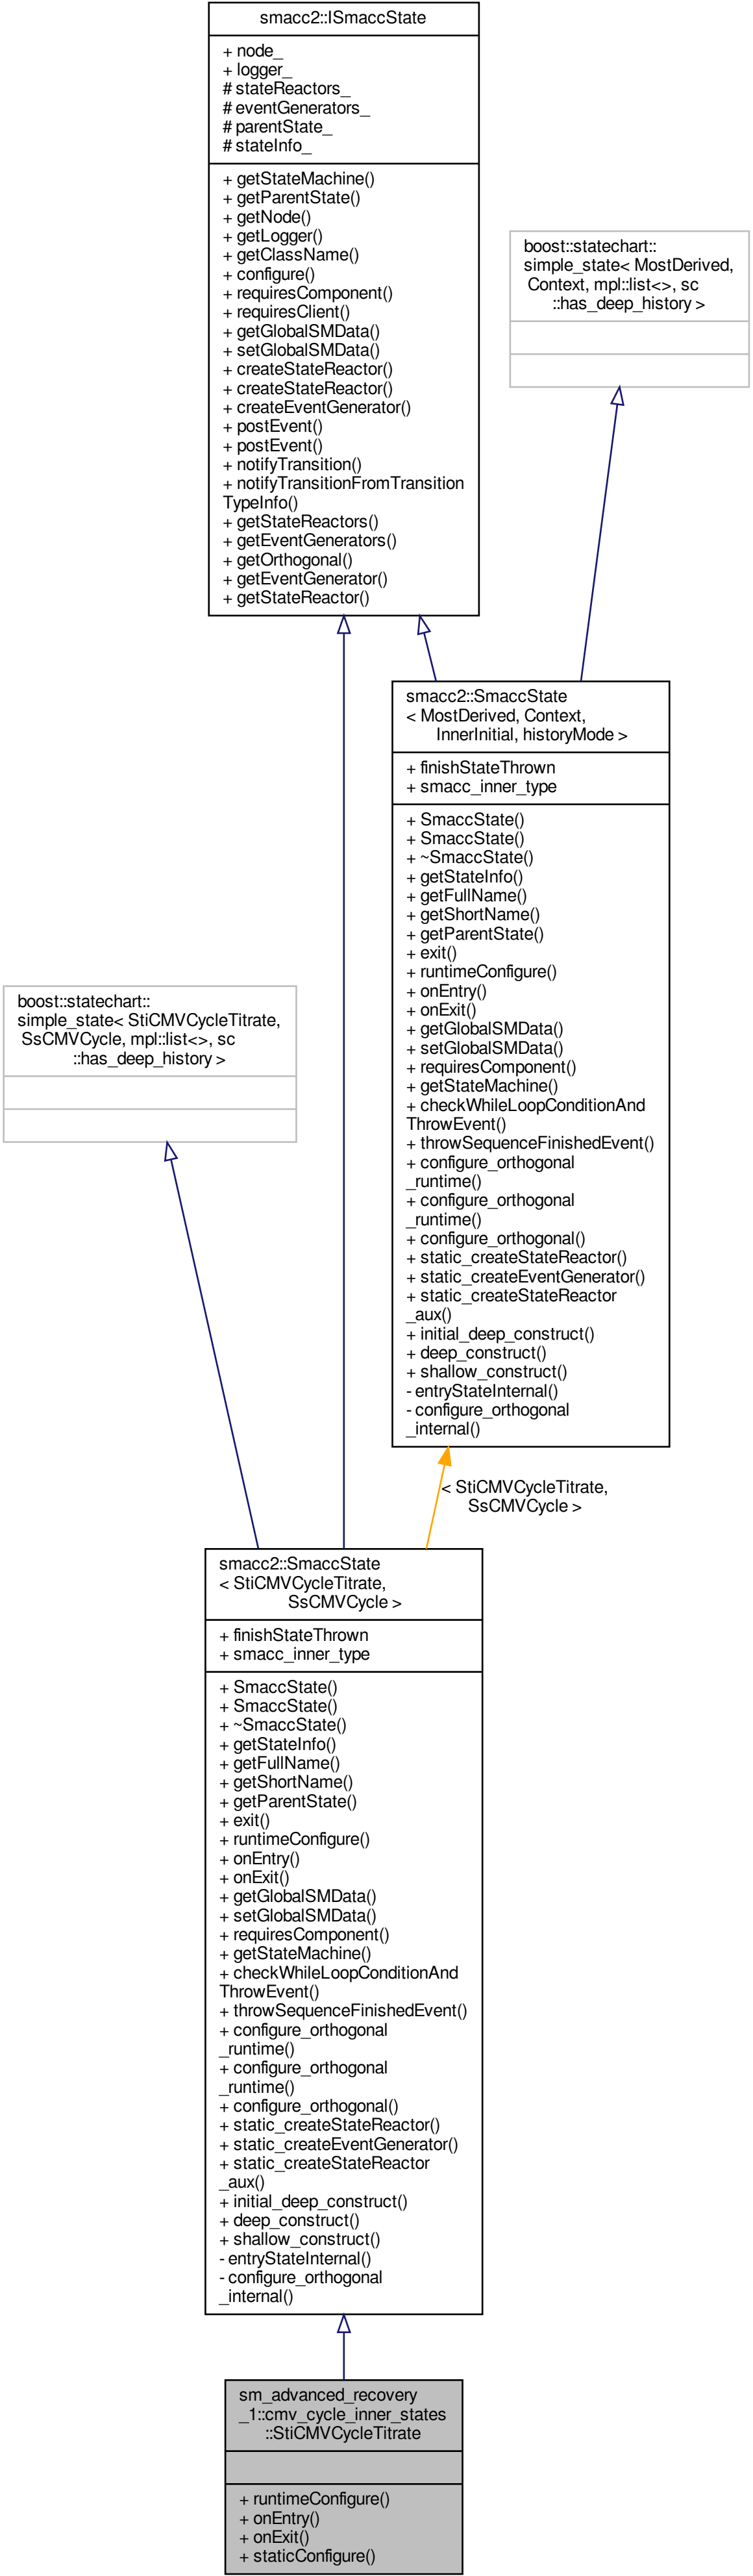 smacc2::ISmaccState
+ node_
+ logger_
# stateReactors_
# eventGenerators_
# parentState_
# stateInfo_
+ getStateMachine()
+ getParentState()
+ getNode()
+ getLogger()
+ getClassName()
+ configure()
+ requiresComponent()
+ requiresClient()
+ getGlobalSMData()
+ setGlobalSMData()
+ createStateReactor()
+ createStateReactor()
+ createEventGenerator()
+ postEvent()
+ postEvent()
+ notifyTransition()
+ notifyTransitionFromTransition
TypeInfo()
+ getStateReactors()
+ getEventGenerators()
+ getOrthogonal()
+ getEventGenerator()
+ getStateReactor()
boost::statechart::
simple_state< MostDerived,
Context, mpl::list<>, sc
::has_deep_history >
smacc2::SmaccState
< MostDerived, Context,
InnerInitial, historyMode >
+ finishStateThrown
+ smacc_inner_type
+ SmaccState()
+ SmaccState()
+ ~SmaccState()
+ getStateInfo()
+ getFullName()
+ getShortName()
+ getParentState()
+ exit()
+ runtimeConfigure()
+ onEntry()
+ onExit()
+ getGlobalSMData()
+ setGlobalSMData()
+ requiresComponent()
+ getStateMachine()
+ checkWhileLoopConditionAnd
ThrowEvent()
+ throwSequenceFinishedEvent()
+ configure_orthogonal
_runtime()
+ configure_orthogonal
_runtime()
+ configure_orthogonal()
+ static_createStateReactor()
+ static_createEventGenerator()
+ static_createStateReactor
_aux()
+ initial_deep_construct()
+ deep_construct()
+ shallow_construct()
- entryStateInternal()
- configure_orthogonal
_internal()
boost::statechart::
simple_state< StiCMVCycleTitrate,
SsCMVCycle, mpl::list<>, sc
::has_deep_history >
< StiCMVCycleTitrate,
SsCMVCycle >
smacc2::SmaccState
< StiCMVCycleTitrate,
SsCMVCycle >
+ finishStateThrown
+ smacc_inner_type
+ SmaccState()
+ SmaccState()
+ ~SmaccState()
+ getStateInfo()
+ getFullName()
+ getShortName()
+ getParentState()
+ exit()
+ runtimeConfigure()
+ onEntry()
+ onExit()
+ getGlobalSMData()
+ setGlobalSMData()
+ requiresComponent()
+ getStateMachine()
+ checkWhileLoopConditionAnd
ThrowEvent()
+ throwSequenceFinishedEvent()
+ configure_orthogonal
_runtime()
+ configure_orthogonal
_runtime()
+ configure_orthogonal()
+ static_createStateReactor()
+ static_createEventGenerator()
+ static_createStateReactor
_aux()
+ initial_deep_construct()
+ deep_construct()
+ shallow_construct()
- entryStateInternal()
- configure_orthogonal
_internal()
sm_advanced_recovery
_1::cmv_cycle_inner_states
::StiCMVCycleTitrate
+ runtimeConfigure()
+ onEntry()
+ onExit()
+ staticConfigure()